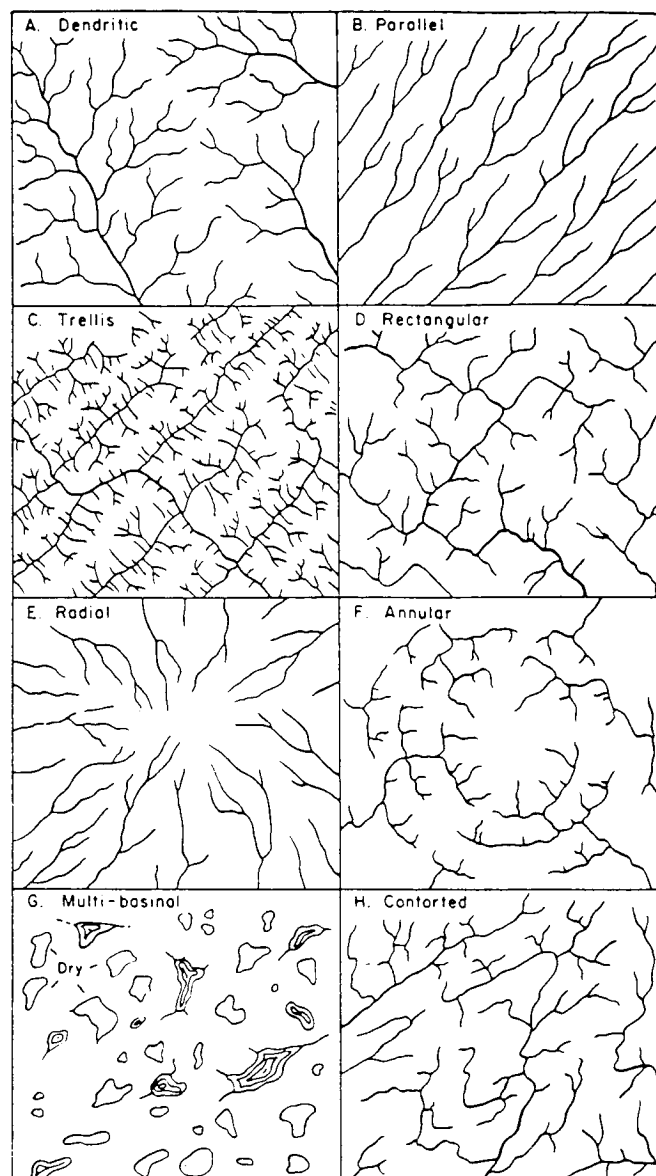 A. Dendritic
B. Parallel
C. Trellis
D. Rectangular
E. Radial
F. Annular
G. Multi-basinal
Dry
H. Contorted